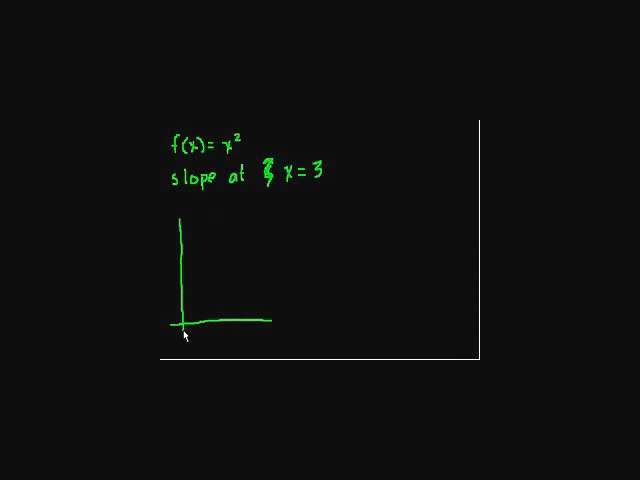 f(x)= x²
slope at x = 3